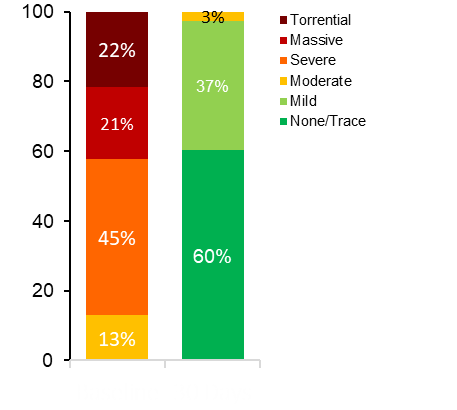 100
80
60
40
20
0
22%
21%
45%
13%
3%
37%
60%
Torrential
Massive
Severe
Moderate
Mild
None/Trace